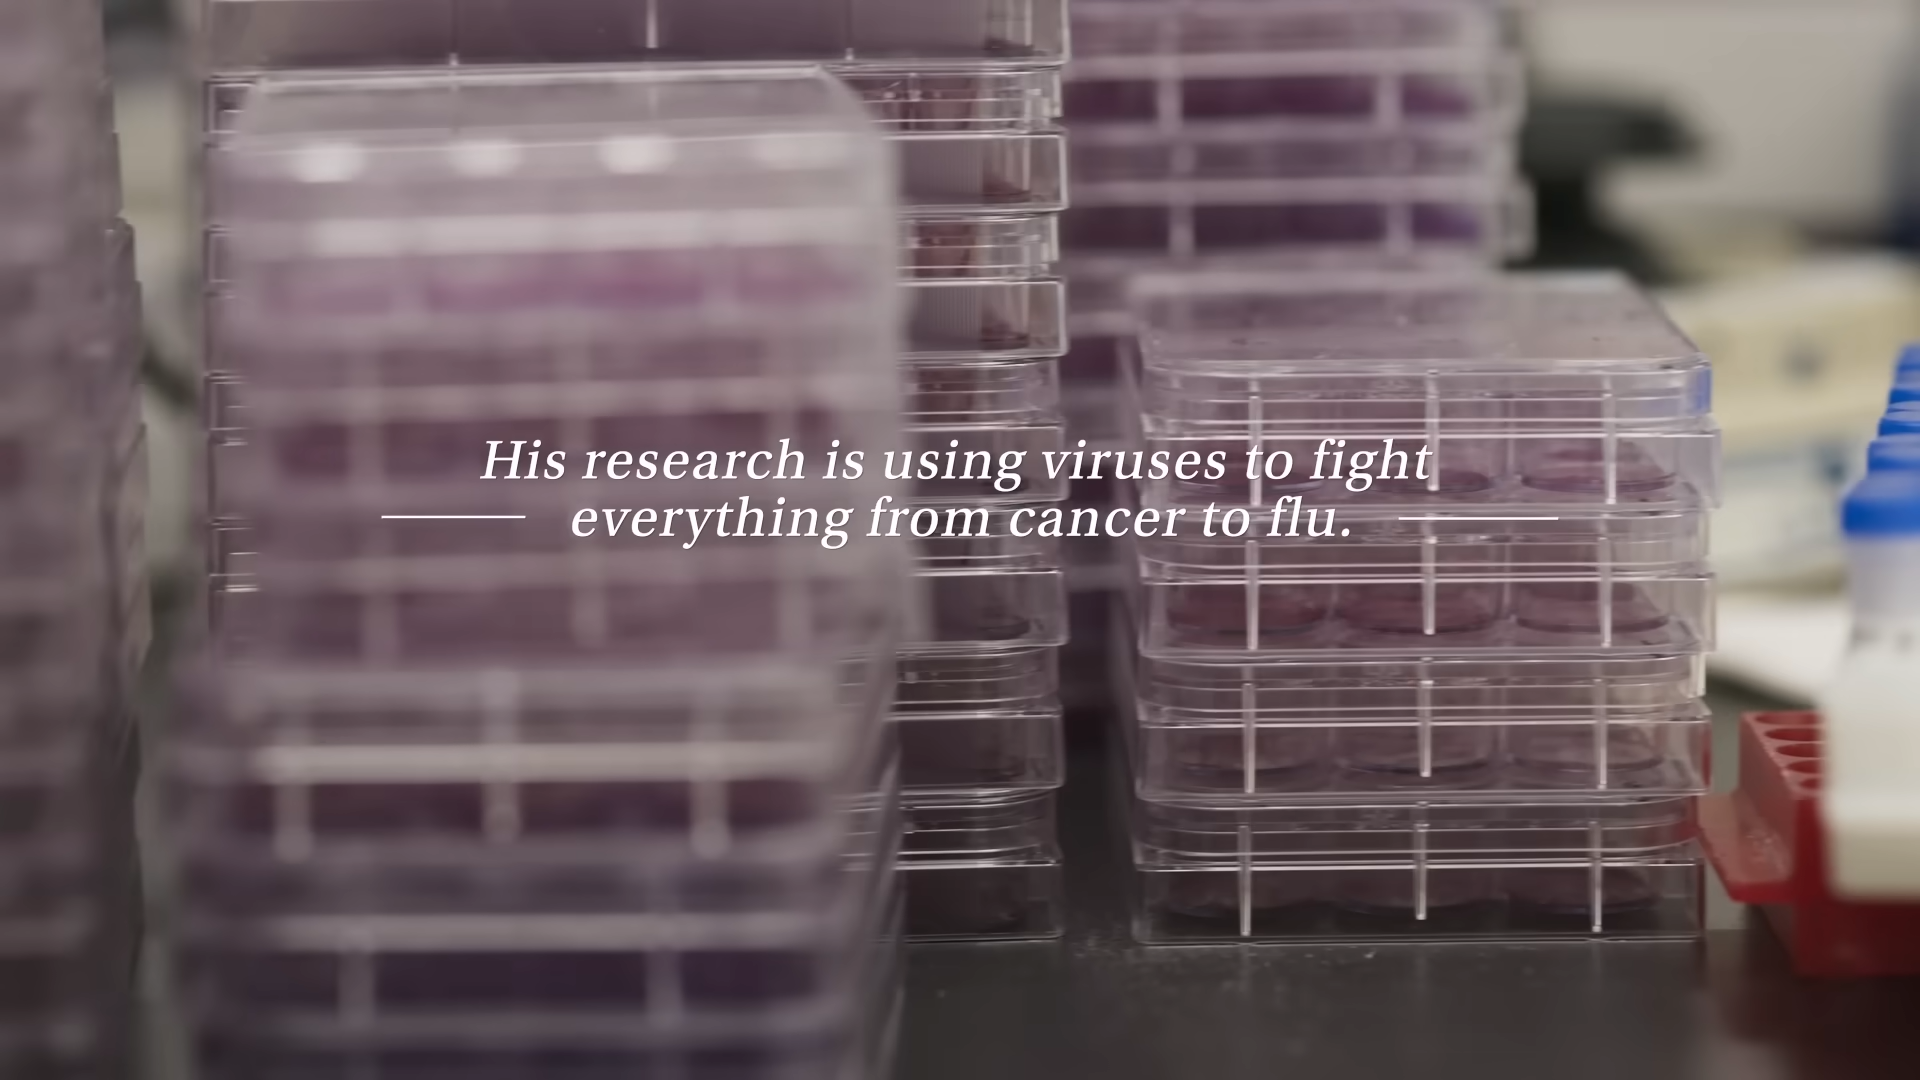 His research is using viruses to fight
everything from cancer to flu.